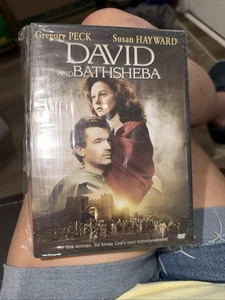 Gregory PECK Susan HAYWARD
DAVID
AND BATHSHEBA
For this woman...he broke God's own commandment!
DVD